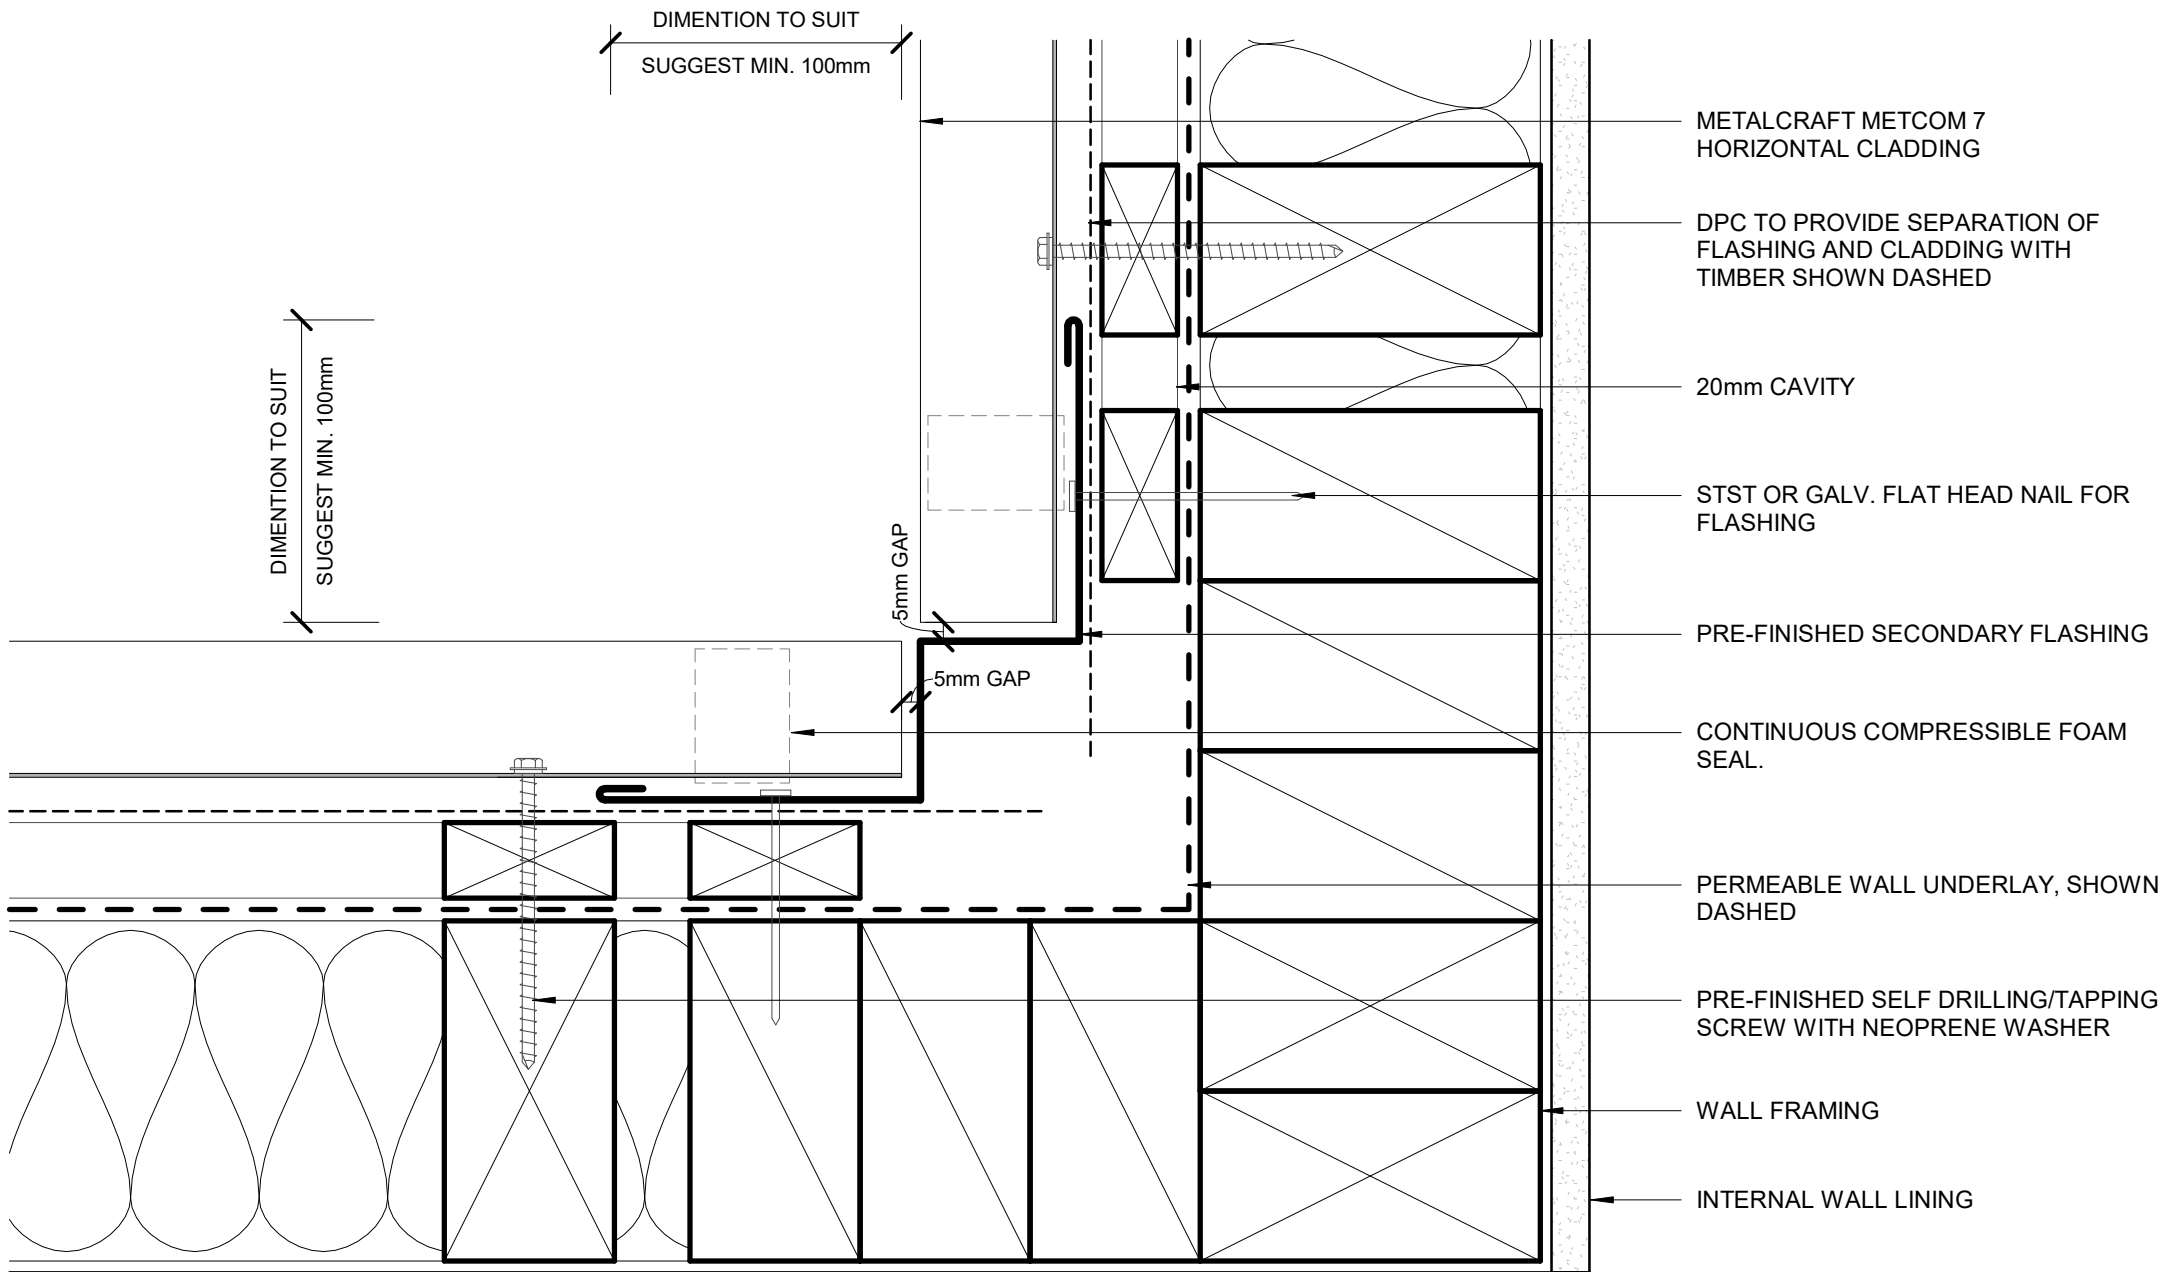 DIMENTION TO SUIT
SUGGEST MIN. 100mm
METALCRAFT METCOM 7
HORIZONTAL CLADDING
DPC TO PROVIDE SEPARATION OF
FLASHING AND CLADDING WITH
TIMBER SHOWN DASHED
DIMENTION TO SUIT
SUGGEST MIN. 100mm
20mm CAVITY
STST OR GALV. FLAT HEAD NAIL FOR
FLASHING
5mm GAP
PRE-FINISHED SECONDARY FLASHING
5mm GAP
CONTINUOUS COMPRESSIBLE FOAM
SEAL.
PERMEABLE WALL UNDERLAY, SHOWN
DASHED
PRE-FINISHED SELF DRILLING/TAPPING
SCREW WITH NEOPRENE WASHER
WALL FRAMING
INTERNAL WALL LINING